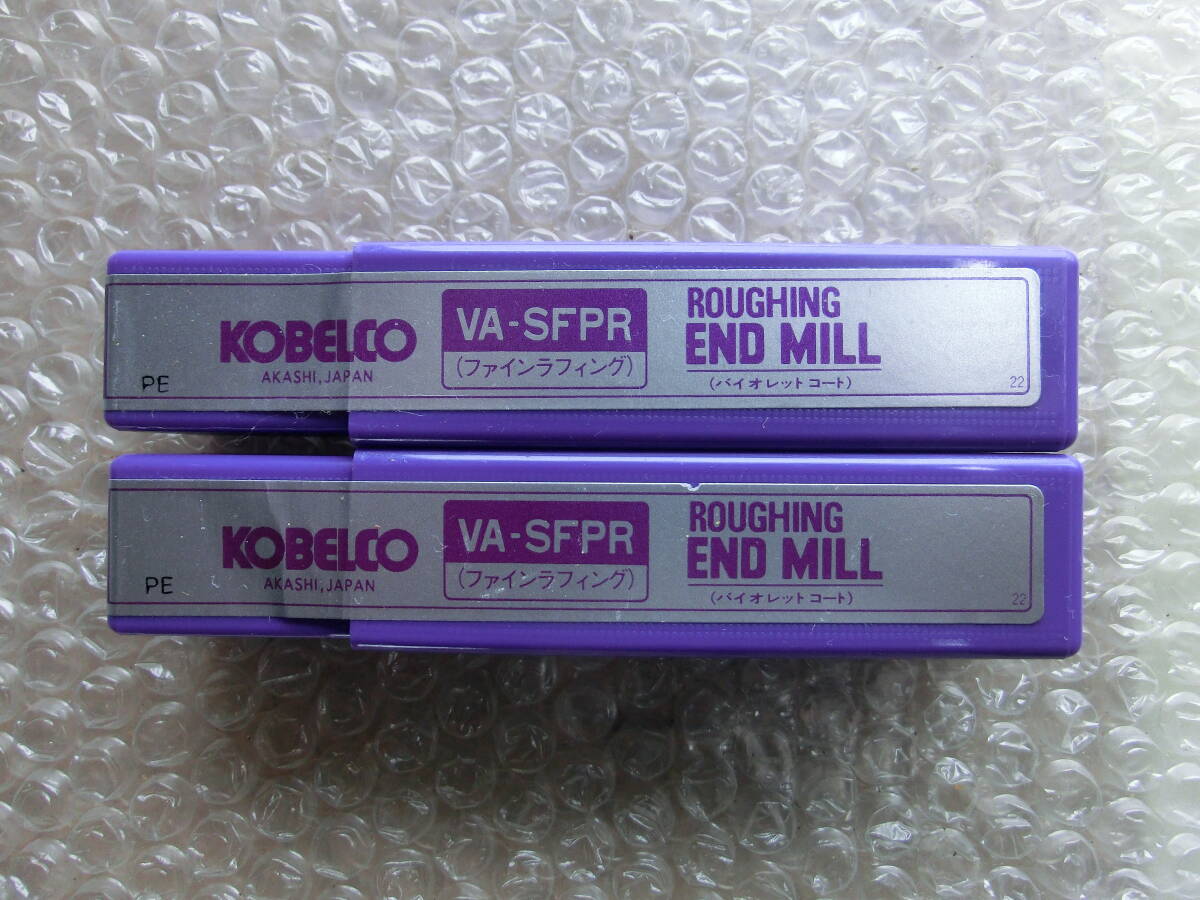 KOBELCO
AKASHI, JAPAN
PE
VA-SFPR
(ファインラフィング)
ROUGHING
END MILL
(バイオレットコート)
22
KOBELCO
AKASHI, JAPAN
PE
VA-SFPR
(ファインラフィング)
ROUGHING
END MILL
(バイオレットコート)
22